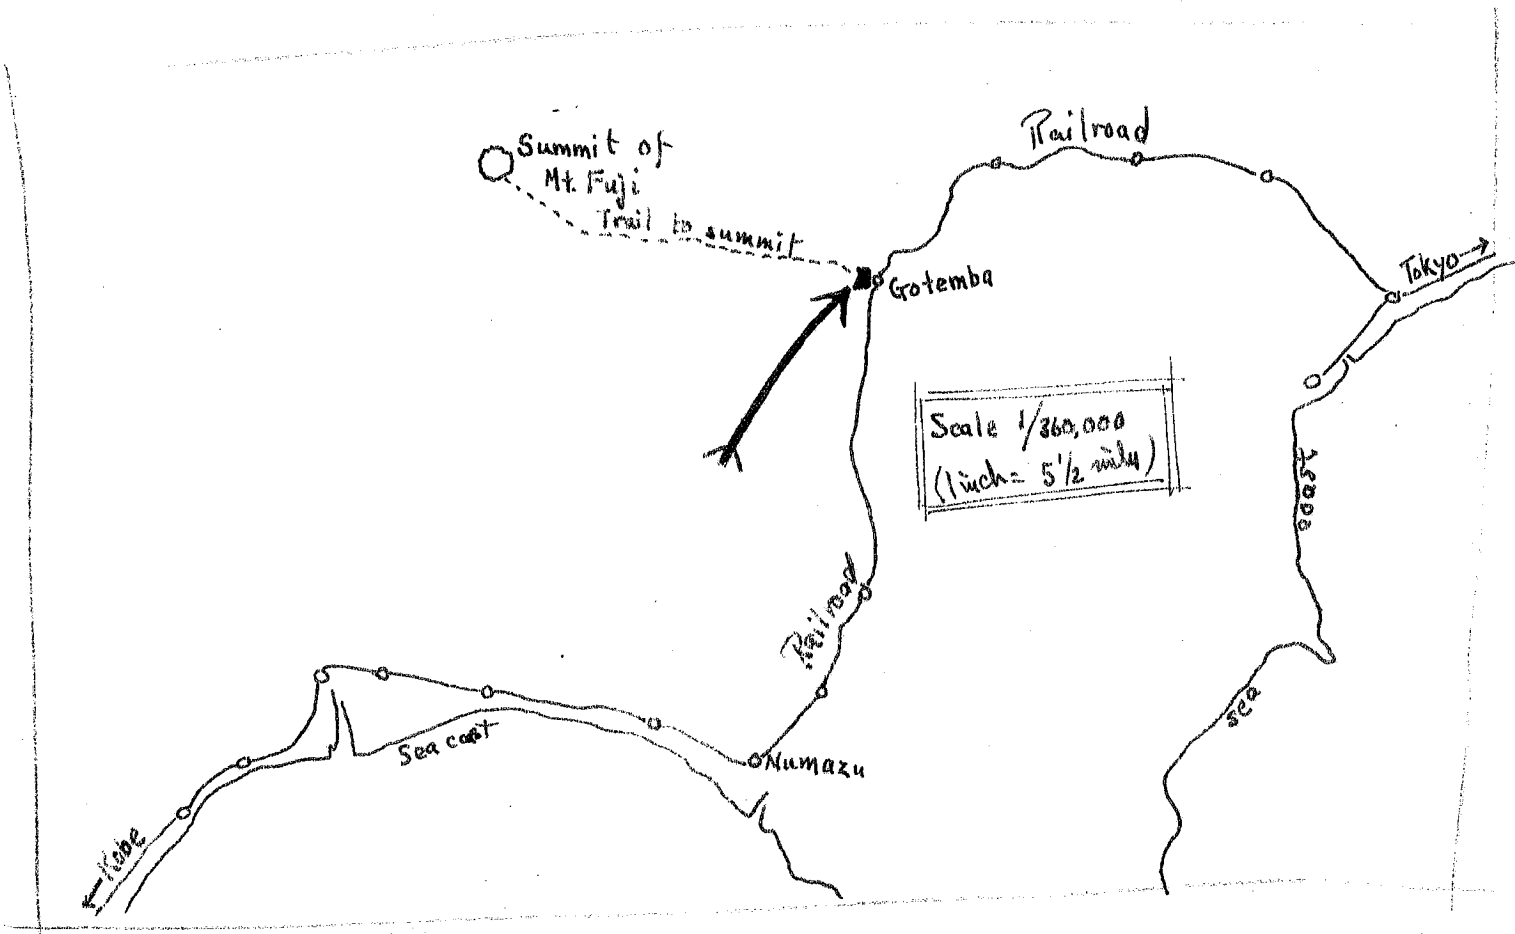 Railroad
Summit of
Mt. Fuji
Trail to summit
Gotemba
Tokyo
Scale 1/360,000
(1 inch = 5 1/2 miles)
Railroad
sea
Sea coast
Numazu
Kobe